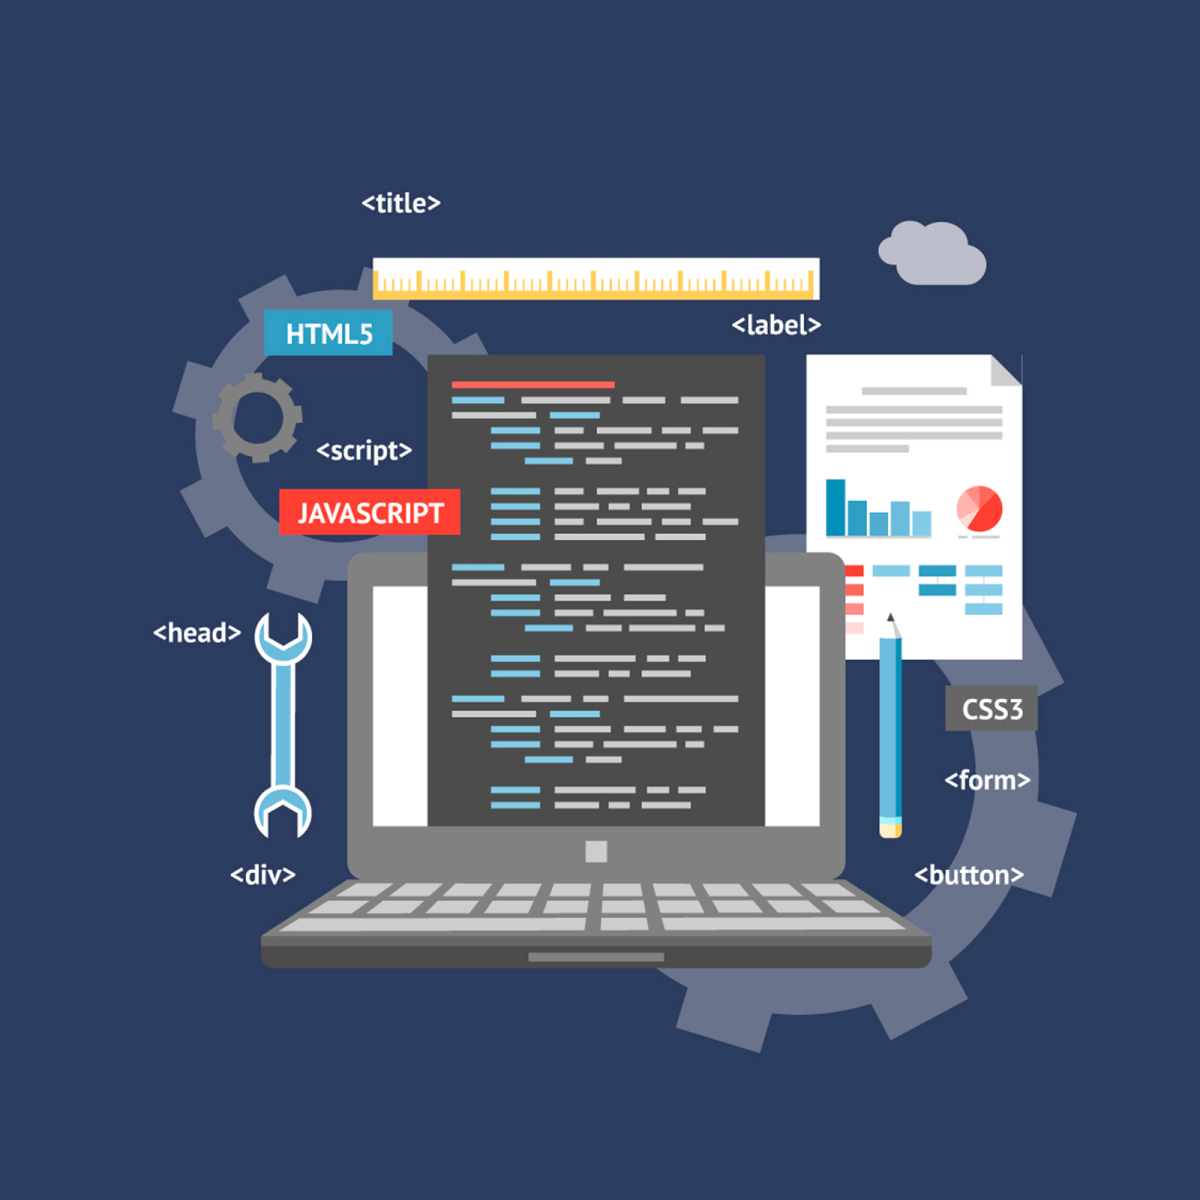 <title>
<label>
HTML5
<script>
JAVASCRIPT
<head>
CSS3
<form>
<div>
<button>